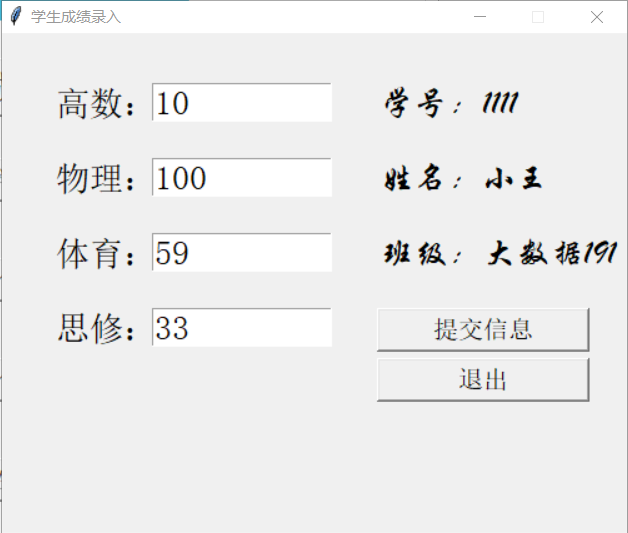 学生成绩录入
高数：10 学号：1111
物理：100 姓名：小王
体育：59 班级：大数据191
思修：33 提交信息
退出